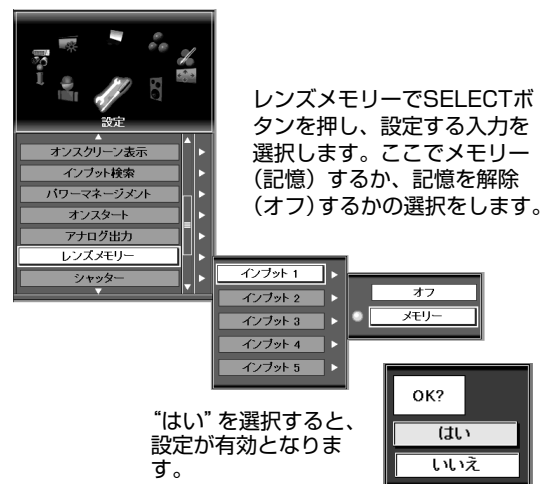 設定
オンスクリーン表示
インプット検索
パワーマネージメント
オンスタート
アナログ出力
レンズメモリー
シャッター
レンズメモリーでSELECTボ
タンを押し、設定する入力を
選択します。ここでメモリー
（記憶）するか、記憶を解除
（オフ）するかの選択をします。
インプット 1
インプット 2
インプット 3
インプット 4
インプット 5
オフ
メモリー
“はい” を選択すると、
設定が有効となりま
す。
OK?
はい
いいえ